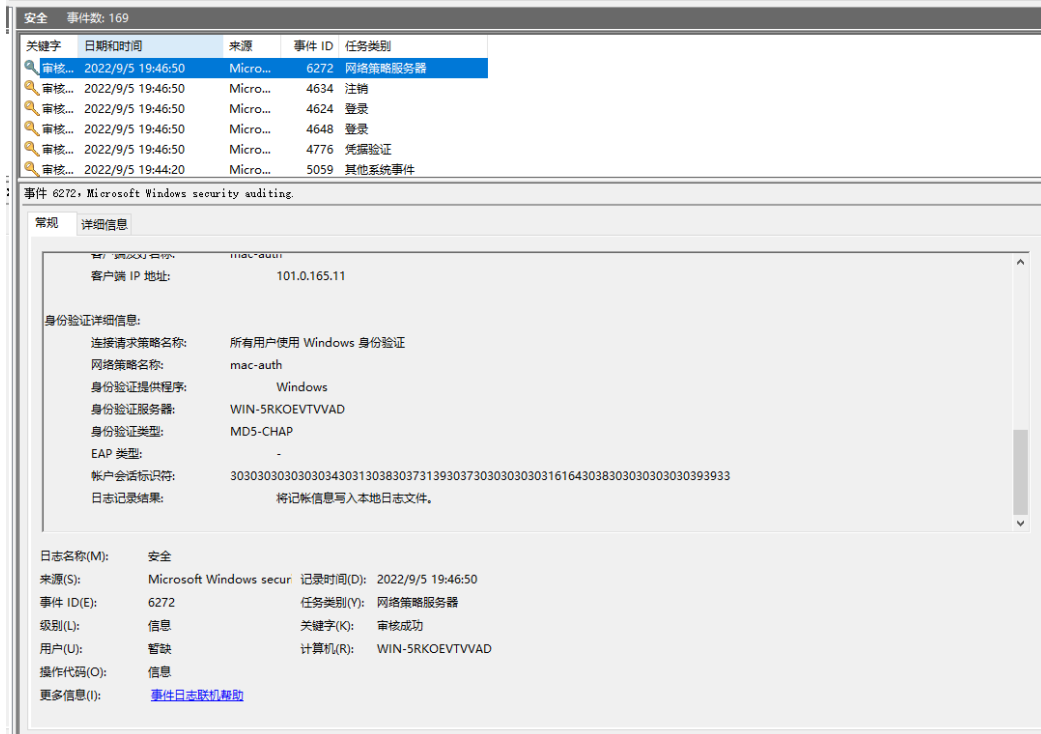 安全 事件数: 169
关键字 日期和时间 来源 事件 ID 任务类别
审核... 2022/9/5 19:46:50 Micro... 6272 网络策略服务器
审核... 2022/9/5 19:46:50 Micro... 4634 注销
审核... 2022/9/5 19:46:50 Micro... 4624 登录
审核... 2022/9/5 19:46:50 Micro... 4648 登录
审核... 2022/9/5 19:46:50 Micro... 4776 凭据验证
审核... 2022/9/5 19:44:20 Micro... 5059 其他系统事件
事件 6272，Microsoft Windows security auditing.
常规 详细信息
客户端友好名称: mac-auth
客户端 IP 地址: 101.0.165.11
身份验证详细信息:
连接请求策略名称: 所有用户使用 Windows 身份验证
网络策略名称: mac-auth
身份验证提供程序: Windows
身份验证服务器: WIN-5RKOEVTVVAD
身份验证类型: MD5-CHAP
EAP 类型: -
帐户会话标识符: 30303030303030343031303830373139303730303030303161643038303030303030393933
日志记录结果: 将记帐信息写入本地日志文件。
日志名称(M): 安全
来源(S): Microsoft Windows secur 记录时间(D): 2022/9/5 19:46:50
事件 ID(E): 6272 任务类别(Y): 网络策略服务器
级别(L): 信息 关键字(K): 审核成功
用户(U): 暂缺 计算机(R): WIN-5RKOEVTVVAD
操作代码(O): 信息
更多信息(I): 事件日志联机帮助